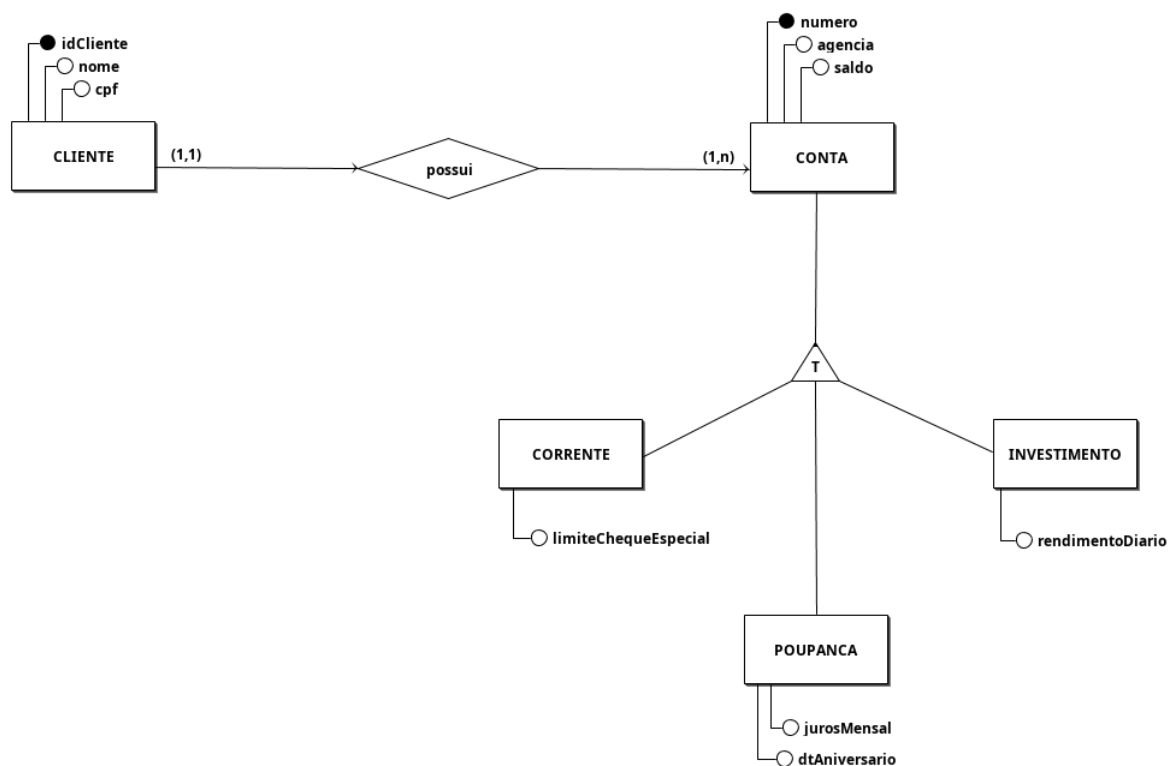 idCliente
nome
cpf
CLIENTE
(1,1)
possui
(1,n)
numero
agencia
saldo
CONTA
T
CORRENTE
limiteChequeEspecial
INVESTIMENTO
rendimentoDiario
POUPANCA
jurosMensal
dtAniversario